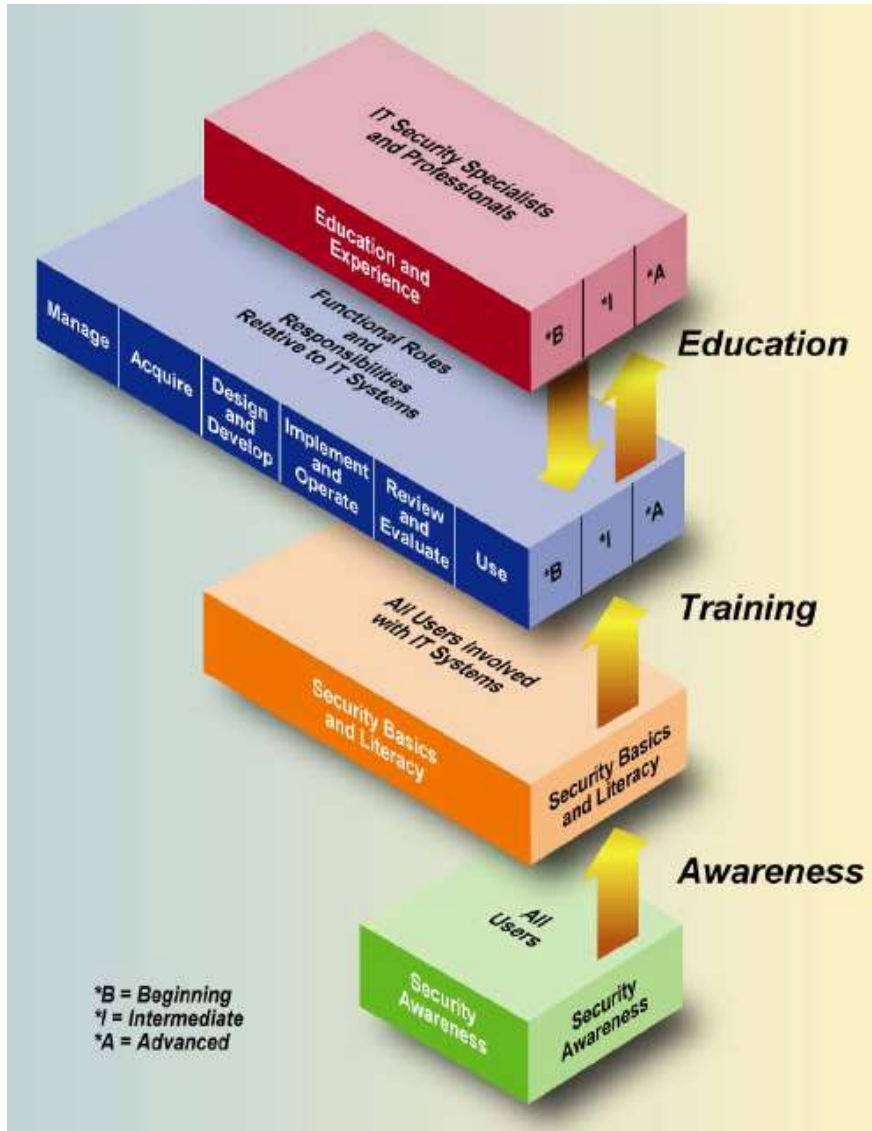 IT Security Specialists
and Professionals
Education and
Experience
*B
*I
*A
Education
Functional Roles
and
Responsibilities
Relative to IT Systems
Manage
Acquire
Design
and
Develop
Implement
and
Operate
Review
and
Evaluate
Use
*B
*I
*A
Training
All Users involved
with IT Systems
Security Basics
and Literacy
Security Basics
and Literacy
Awareness
All
Users
Security
Awareness
Security
Awareness
*B = Beginning
*I = Intermediate
*A = Advanced